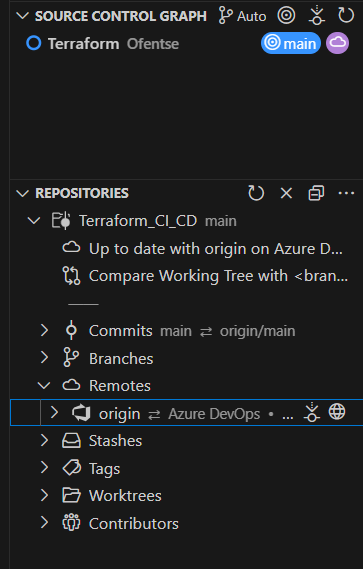 SOURCE CONTROL GRAPH Auto
Terraform Ofentse main
REPOSITORIES
Terraform_CI_CD main
Up to date with origin on Azure D...
Compare Working Tree with <bran...
Commits main ⇄ origin/main
Branches
Remotes
origin ⇄ Azure DevOps • ...
Stashes
Tags
Worktrees
Contributors